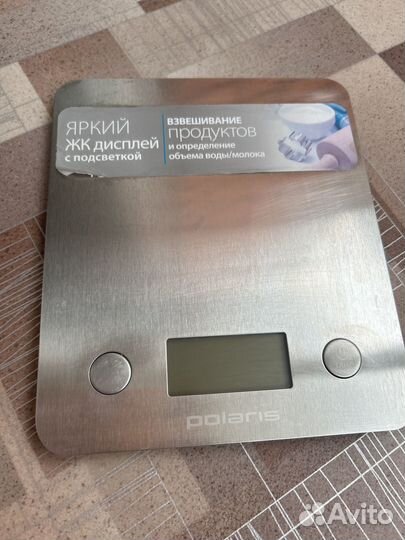 ЯРКИЙ
ЖК дисплей
с подсветкой
ВЗВЕШИВАНИЕ
ПРОДУКТОВ
и определение
объема воды/молока
polaris
Avito